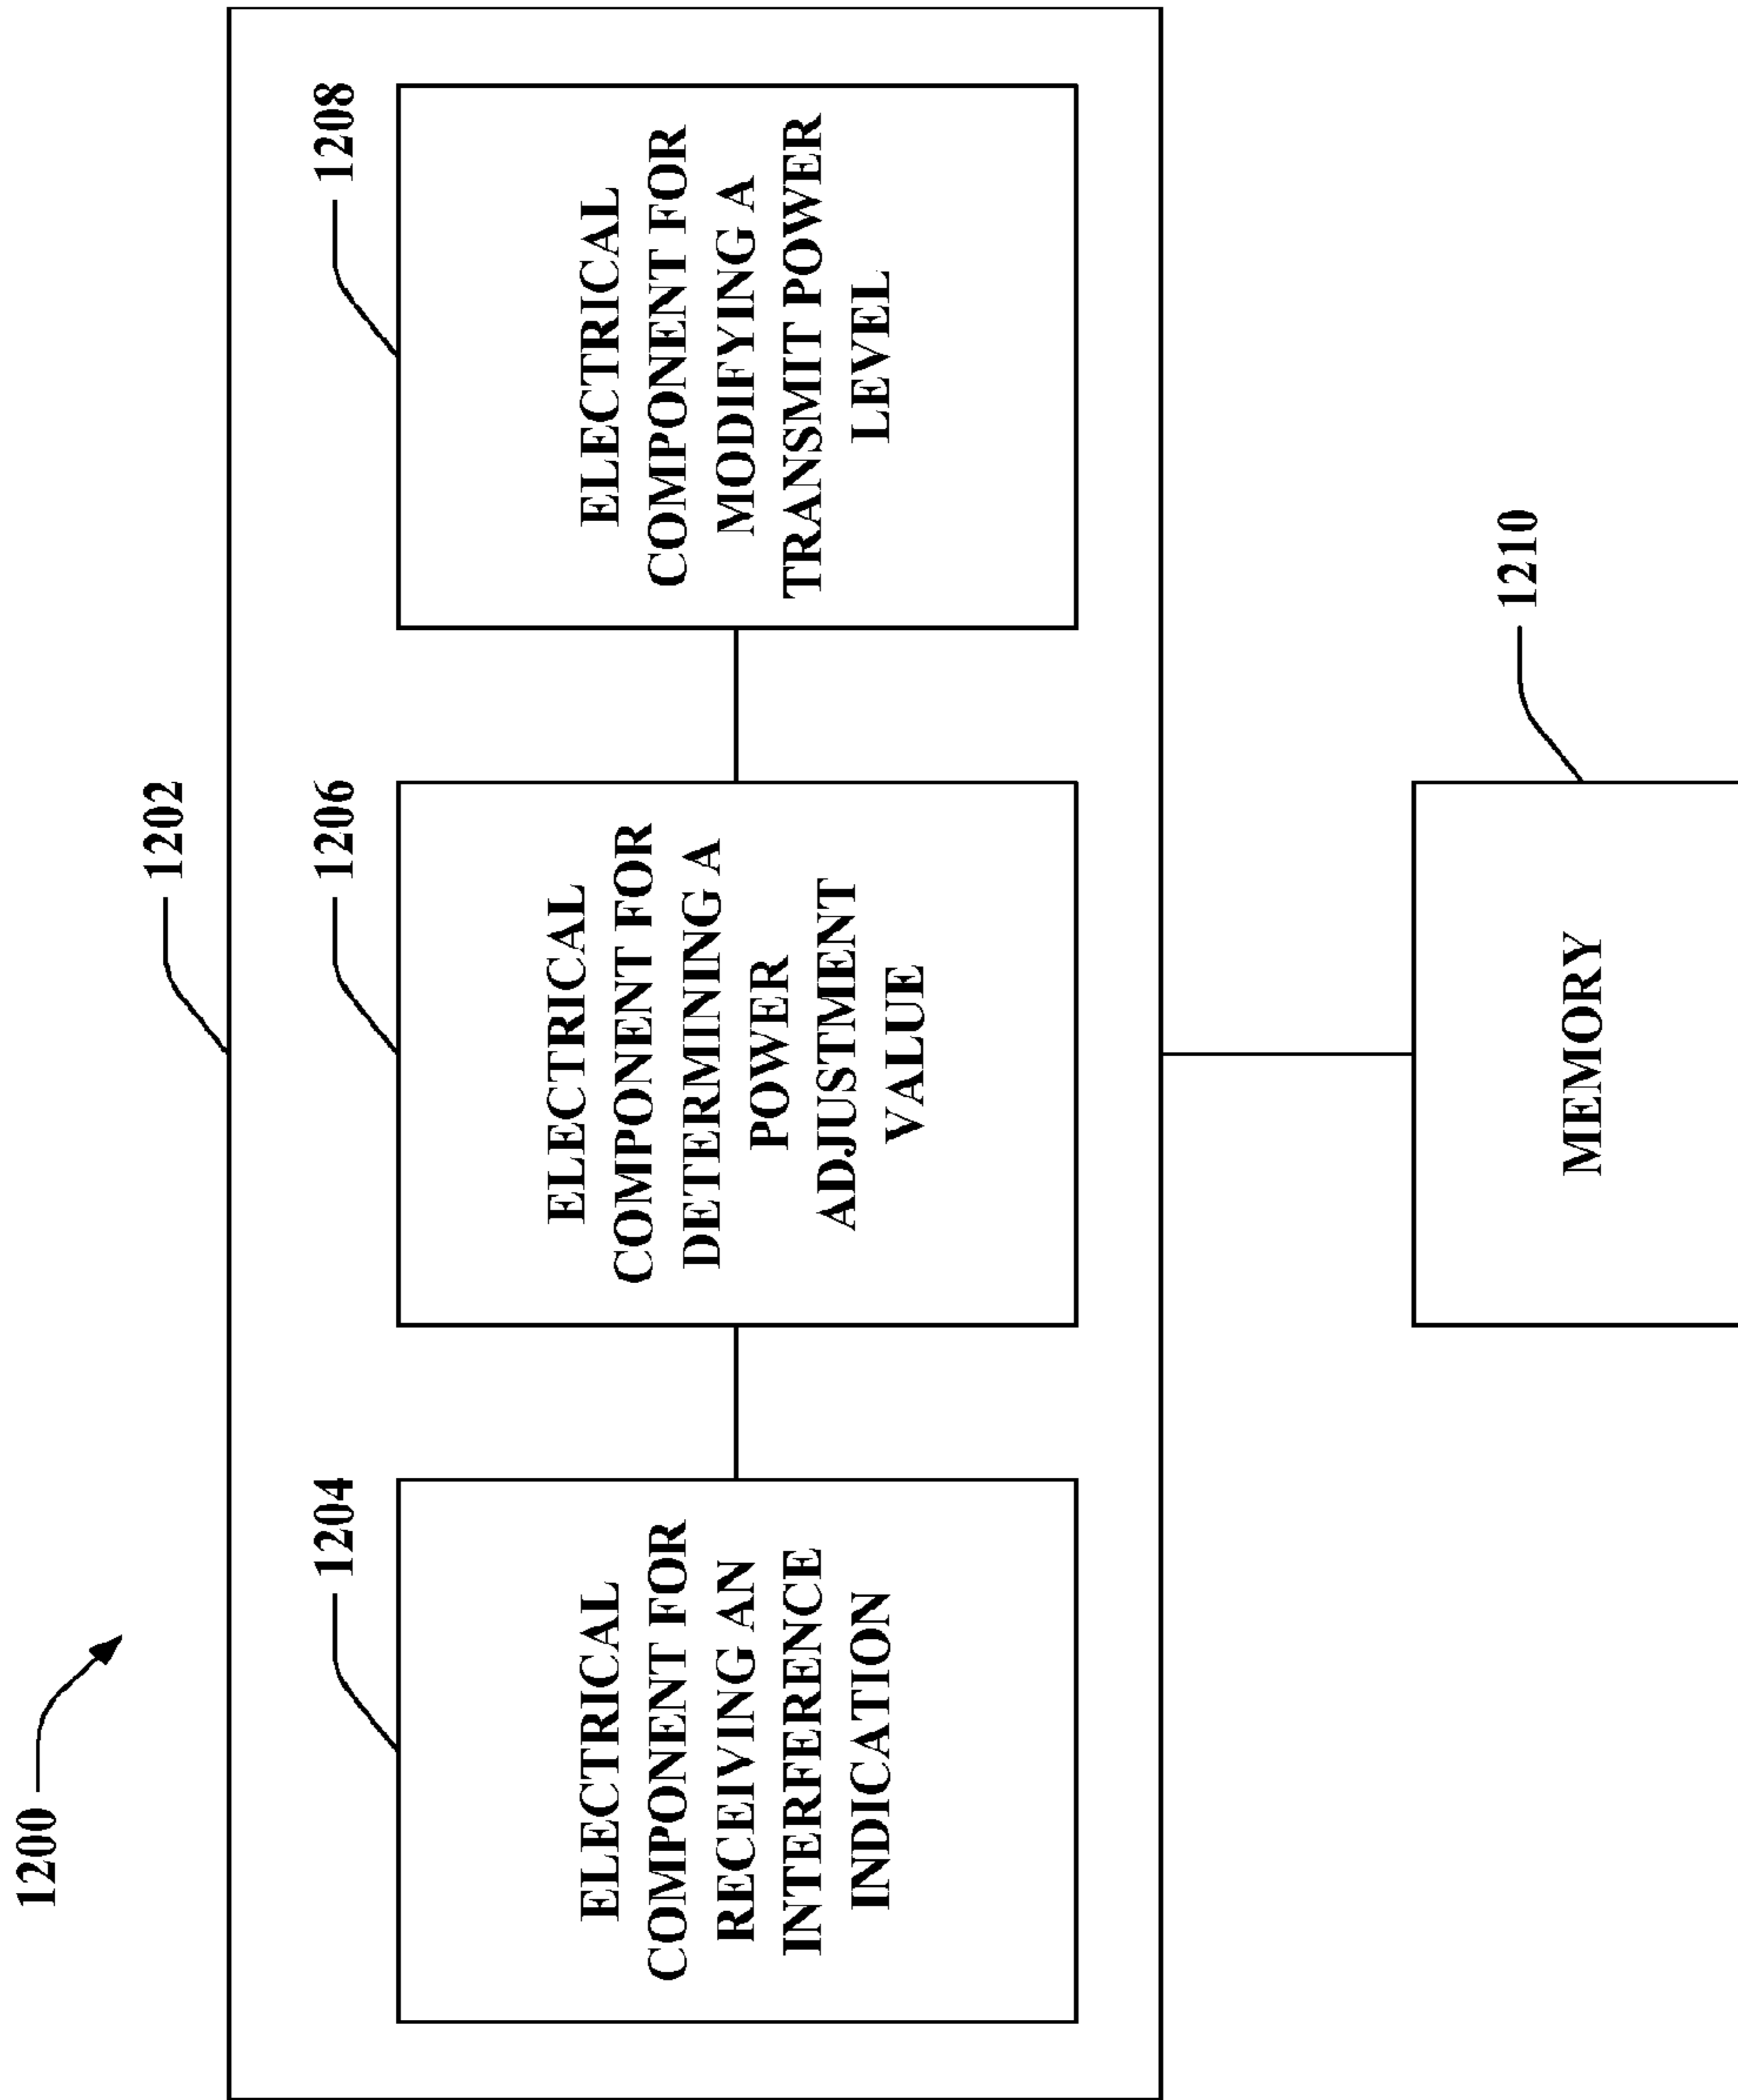 1200
1202
1204
ELECTRICAL
COMPONENT FOR
RECEIVING AN
INTERFERENCE
INDICATION
1206
ELECTRICAL
COMPONENT FOR
DETERMINING A
POWER
ADJUSTMENT
VALUE
1208
ELECTRICAL
COMPONENT FOR
MODIFYING A
TRANSMIT POWER
LEVEL
1210
MEMORY